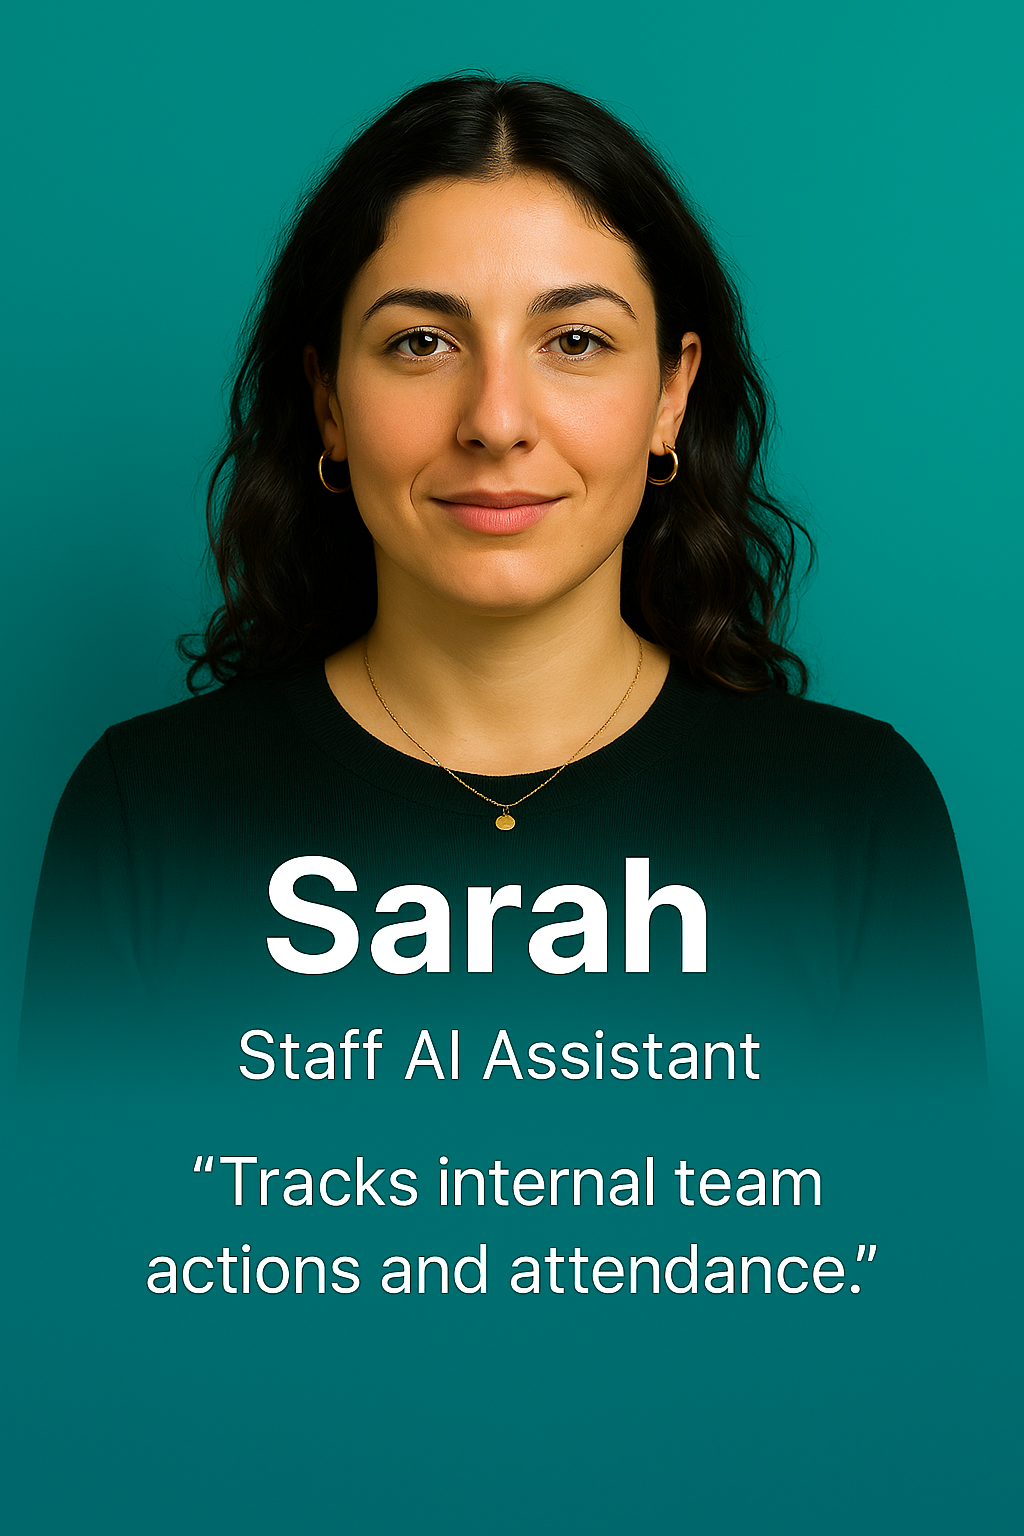 Sarah
Staff AI Assistant
“Tracks internal team
actions and attendance.”